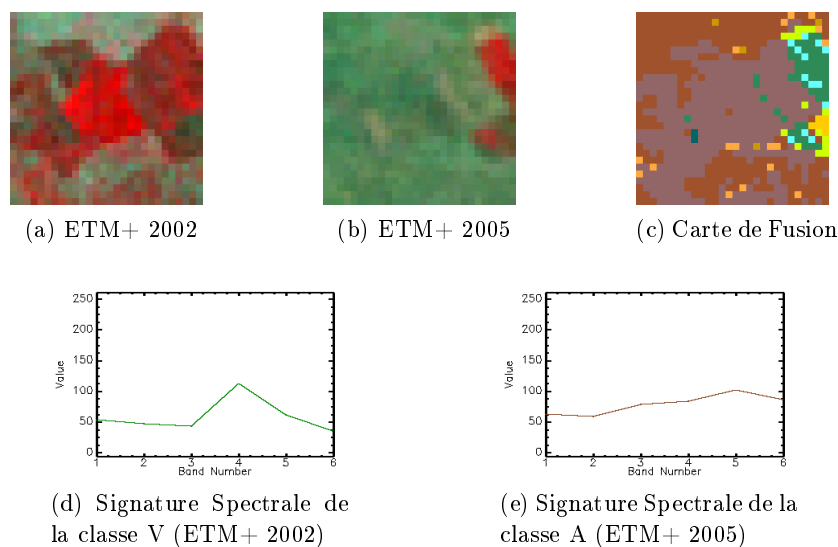 (a) ETM+ 2002
(b) ETM+ 2005
(c) Carte de Fusion
250
200
150
100
50
0
Value
1 2 3 4 5 6
Band Number
250
200
150
100
50
0
Value
1 2 3 4 5 6
Band Number
(d) Signature Spectrale de
la classe V (ETM+ 2002)
(e) Signature Spectrale de la
classe A (ETM+ 2005)